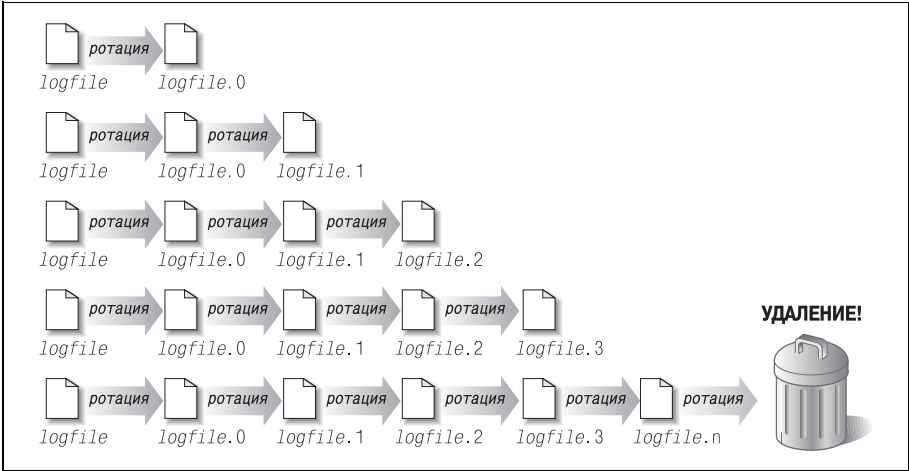 ротация
logfile logfile.0
ротация ротация
logfile logfile.0 logfile.1
ротация ротация ротация
logfile logfile.0 logfile.1 logfile.2
ротация ротация ротация ротация
УДАЛЕНИЕ!
logfile logfile.0 logfile.1 logfile.2 logfile.3
ротация ротация ротация ротация ротация ротация
logfile logfile.0 logfile.1 logfile.2 logfile.3 logfile.n